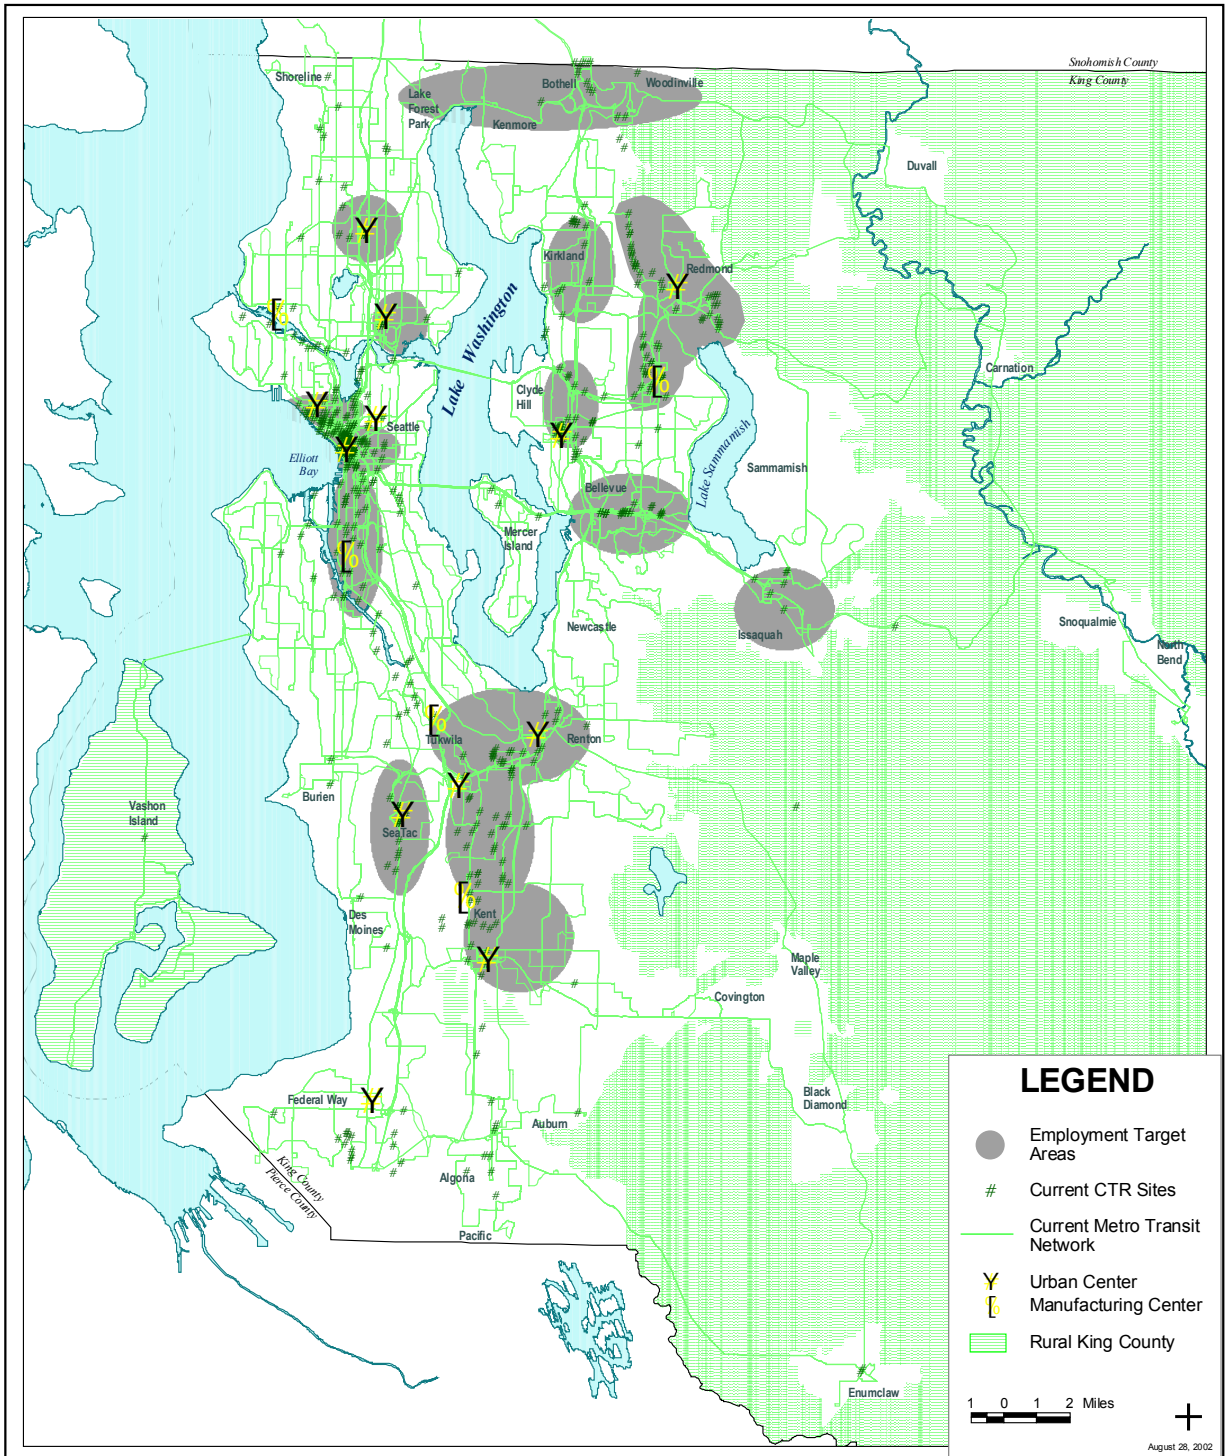 Snohomish County
King County
Shoreline
Bothell
Woodinville
Lake
Forest
Park
Kenmore
Duvall
Kirkland
Redmond
Lake Washington
Carnation
Clyde
Hill
Seattle
Elliott
Bay
Lake Sammamish
Sammamish
Bellevue
Mercer
Island
Newcastle
Issaquah
Snoqualmie
North
Bend
Tukwila
Renton
Burien
Vashon
Island
SeaTac
Des
Moines
Kent
Maple
Valley
Covington
Black
Diamond
Federal Way
Auburn
King County
Pierce County
Algona
Pacific
Enumclaw
LEGEND
Employment Target
Areas
# Current CTR Sites
Current Metro Transit
Network
Y Urban Center
[ Manufacturing Center
Rural King County
1 0 1 2 Miles
August 28, 2002